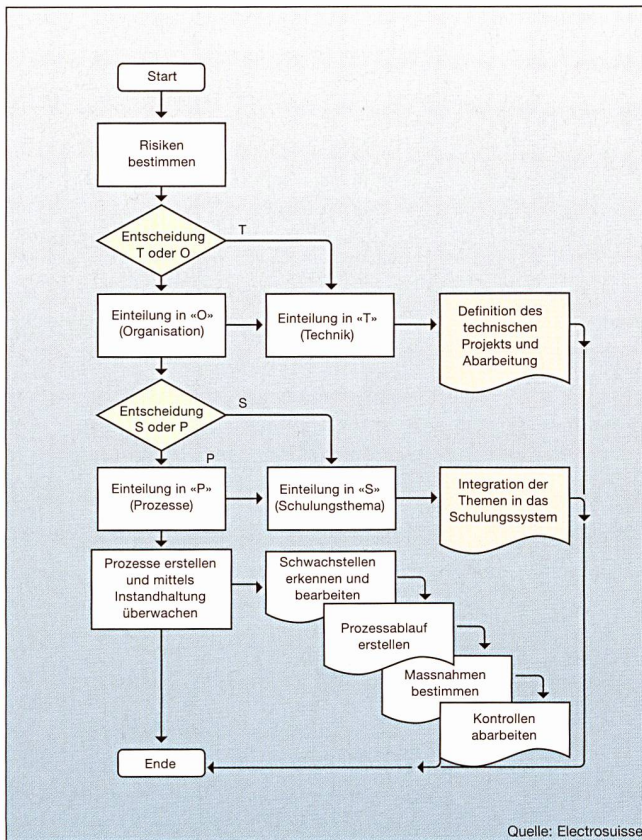 Start
Risiken
bestimmen
Entscheidung
T oder O
T
Einteilung in «O»
(Organisation)
Einteilung in «T»
(Technik)
Definition des
technischen
Projekts und
Abarbeitung
Entscheidung
S oder P
S
P
Einteilung in «P»
(Prozesse)
Einteilung in «S»
(Schulungsthema)
Integration der
Themen in das
Schulungssystem
Prozesse erstellen
und mittels
Instandhaltung
überwachen
Schwachstellen
erkennen und
bearbeiten
Prozessablauf
erstellen
Massnahmen
bestimmen
Kontrollen
abarbeiten
Ende
Quelle: Electrosuisse